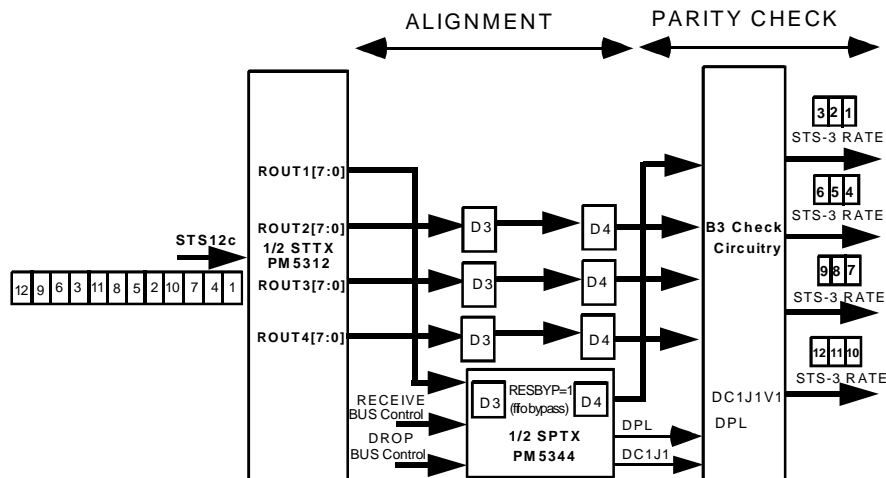 ALIGNMENT PARITY CHECK
3 2 1
STS-3 RATE
ROUT1[7:0]
6 5 4
STS-3 RATE
ROUT2[7:0] D3 D4
STS12c 1/2 STTX B3 Check
PM5312 Circuitry
12 9 6 3 11 8 5 2 10 7 4 1
9 8 7
STS-3 RATE
ROUT3[7:0] D3 D4
ROUT4[7:0] D3 D4
12 11 10
STS-3 RATE
RECEIVE
BUS Control
D3 RESBYP=1 D4
(ffobypass)
DC1J1V1
DPL
DROP
BUS Control
1/2 SPTX
PM5344
DPL
DC1J1